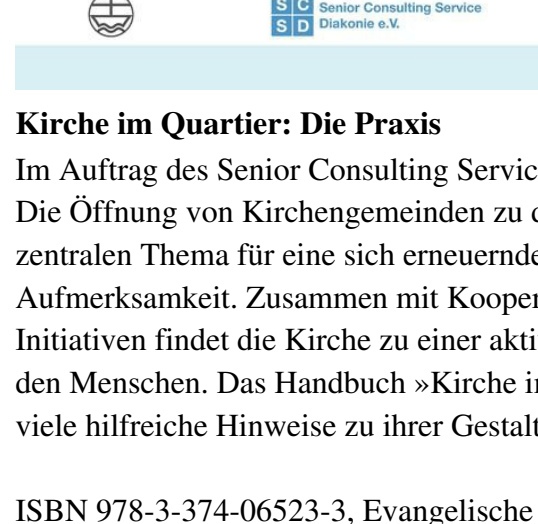 S C Senior Consulting Service
S D Diakonie e.V.
Kirche im Quartier: Die Praxis
Im Auftrag des Senior Consulting Servic
Die Öffnung von Kirchengemeinden zu
zentralen Thema für eine sich erneuernde
Aufmerksamkeit. Zusammen mit Kooper
Initiativen findet die Kirche zu einer akti
den Menschen. Das Handbuch »Kirche i
viele hilfreiche Hinweise zu ihrer Gestalt
ISBN 978-3-374-06523-3, Evangelische